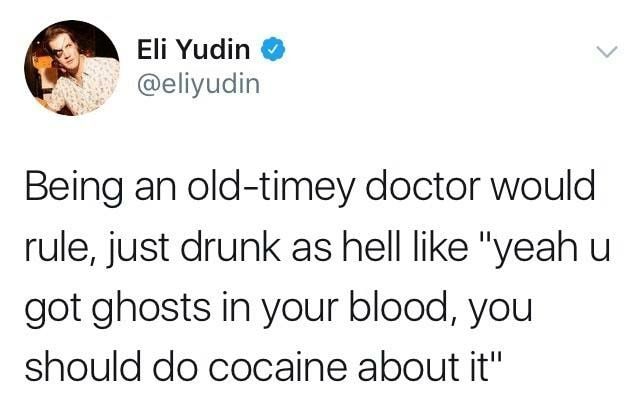 Eli Yudin
@eliyudin
Being an old-timey doctor would
rule, just drunk as hell like "yeah u
got ghosts in your blood, you
should do cocaine about it"